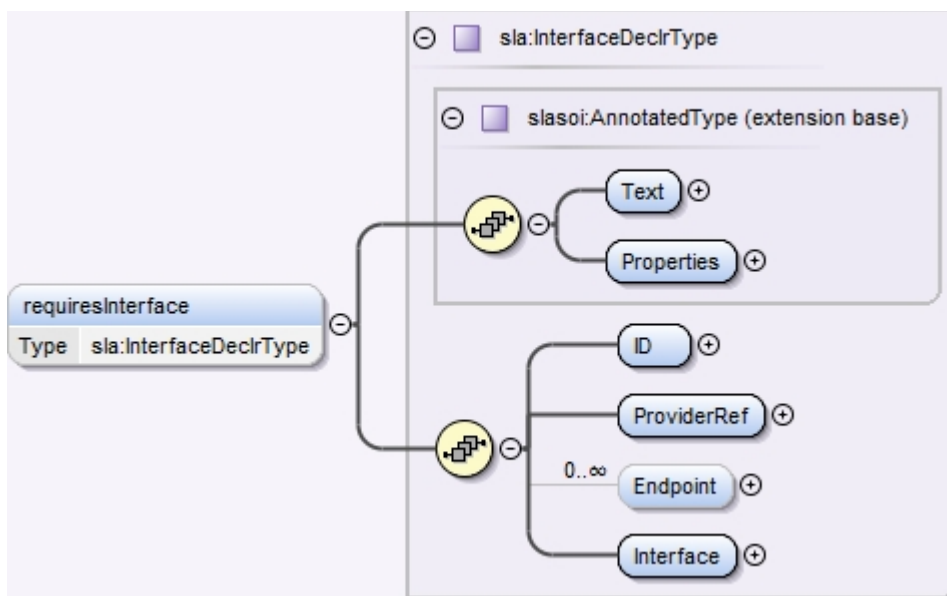 sla:InterfaceDeclrType
slasoi:AnnotatedType (extension base)
Text
Properties
requiresInterface
Type sla:InterfaceDeclrType
ID
ProviderRef
0..∞
Endpoint
Interface